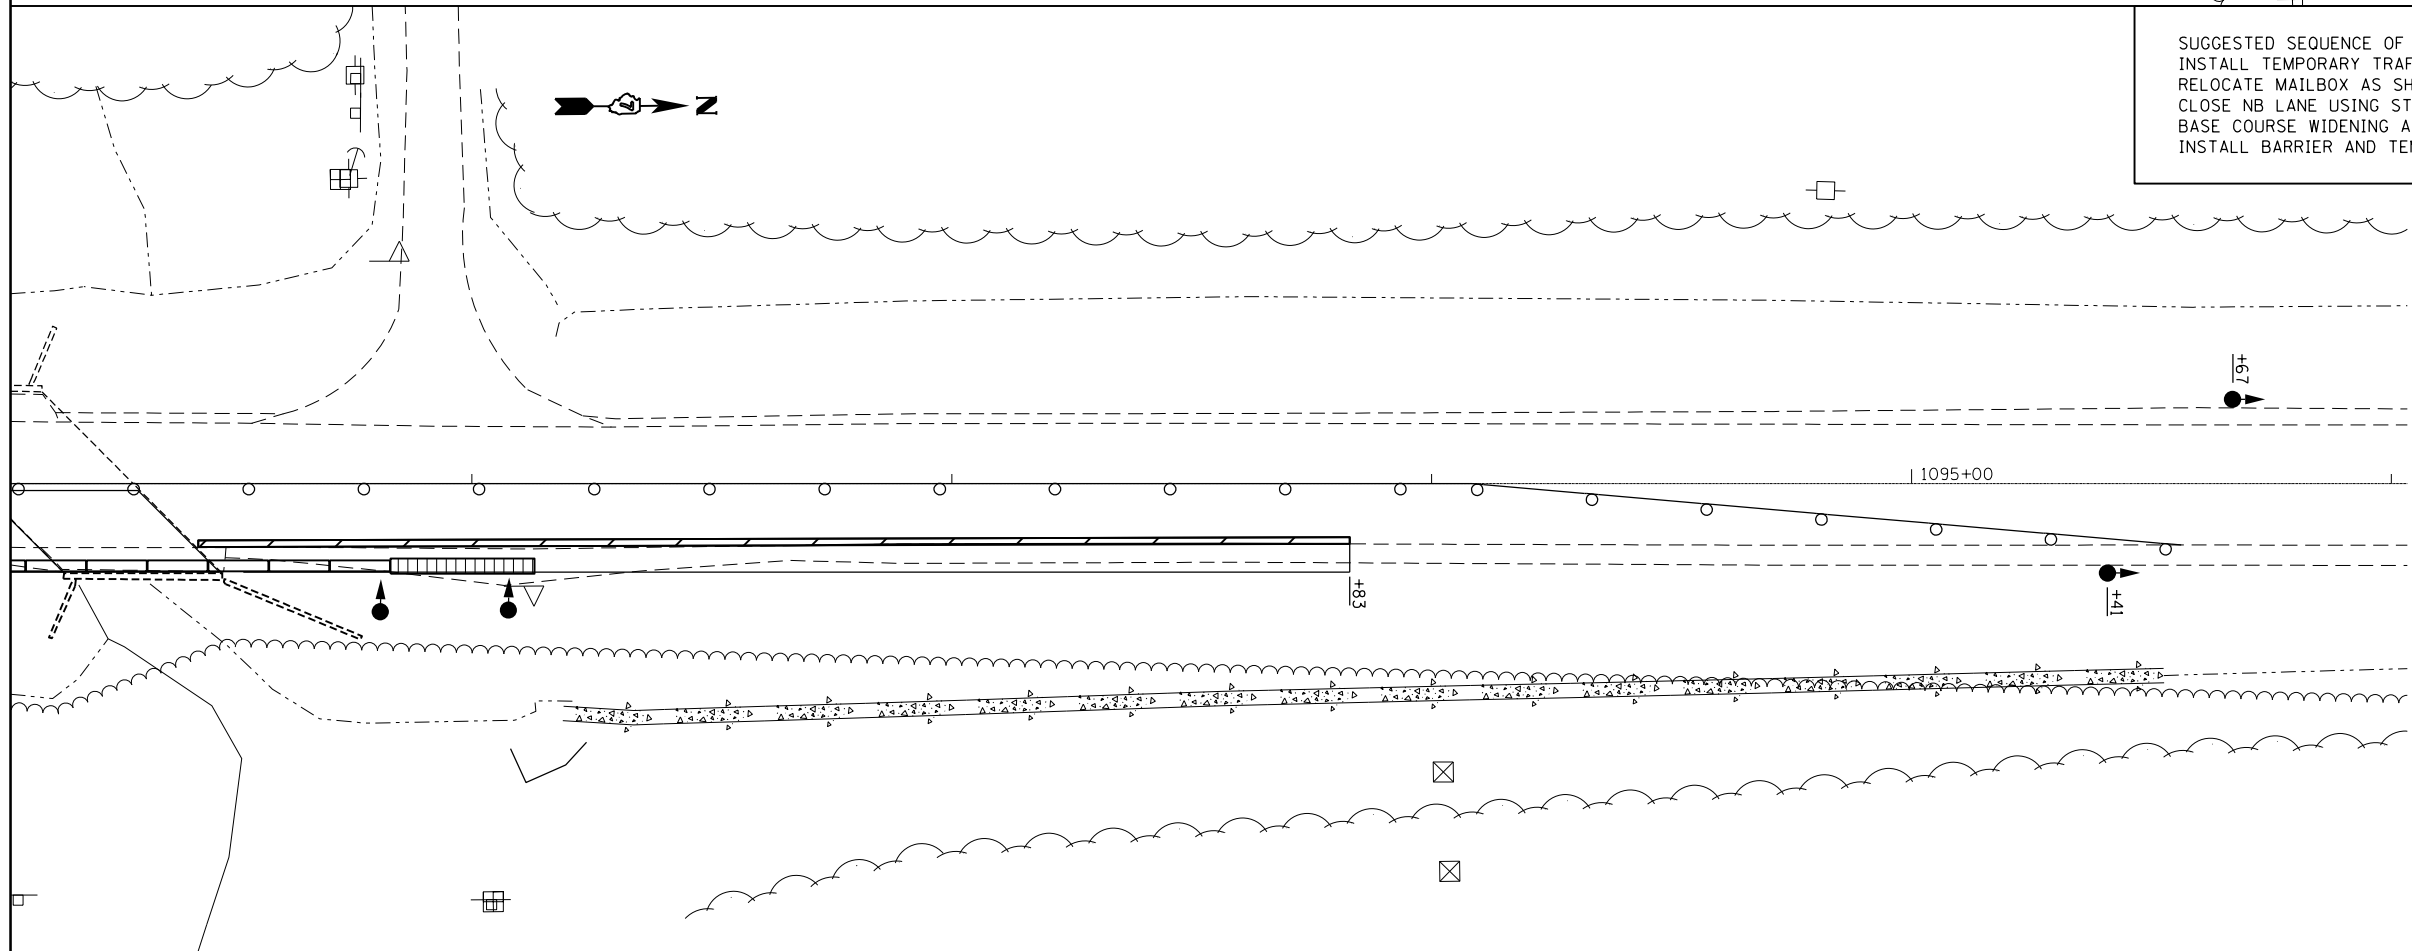 SUGGESTED SEQUENCE OF
INSTALL TEMPORARY TRAF
RELOCATE MAILBOX AS SH
CLOSE NB LANE USING ST
BASE COURSE WIDENING A
INSTALL BARRIER AND TE
N
+67
1095+00
+83
+41